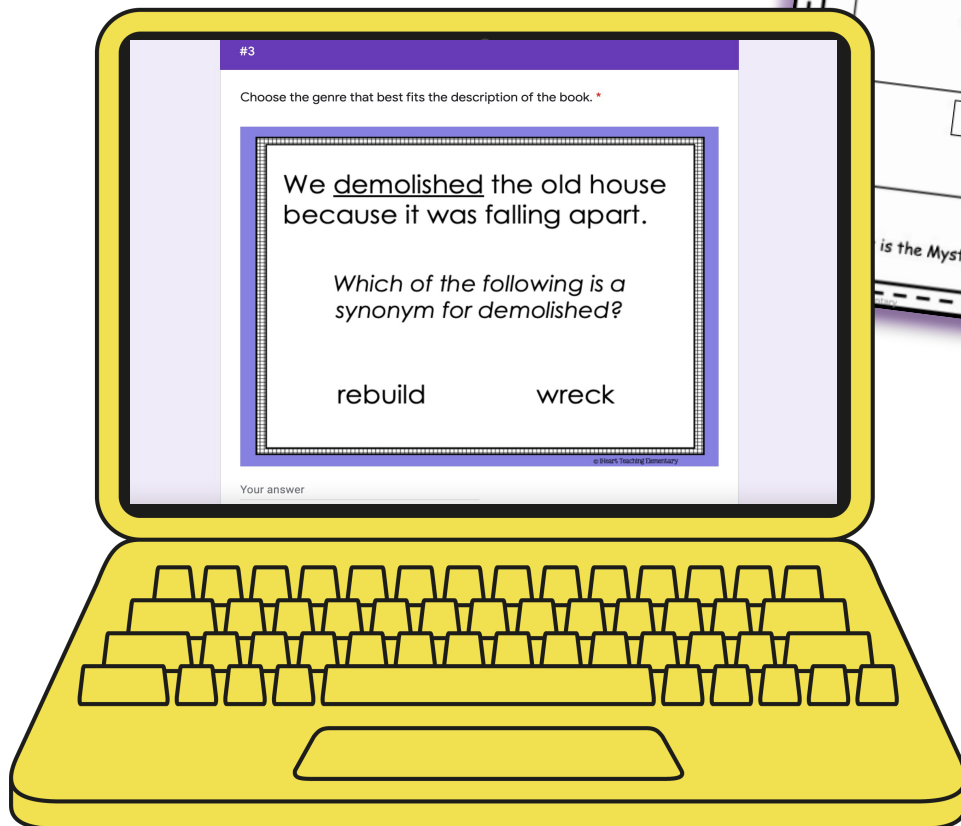 #3
Choose the genre that best fits the description of the book. *
We demolished the old house
because it was falling apart.
Which of the following is a
synonym for demolished?
rebuild wreck
© iHeart Teaching Elementary
Your answer
is the